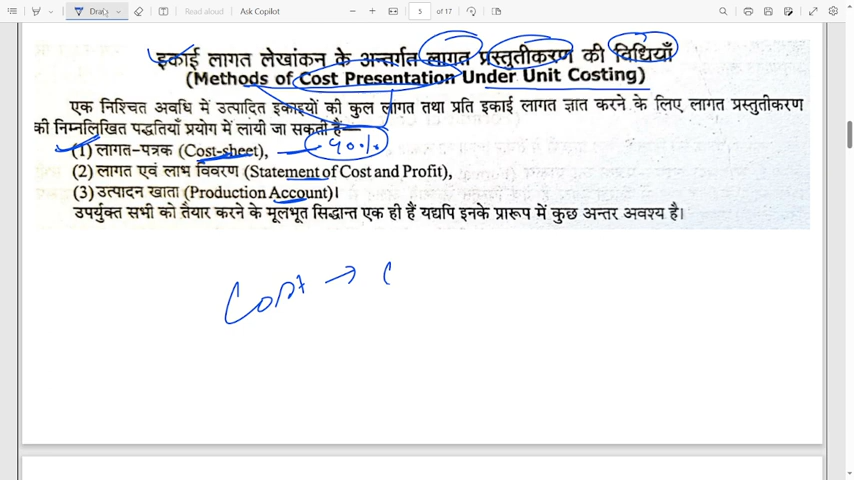 Draw
Read aloud
Ask Copilot
5
of 17
इकाई लागत लेखांकन के अन्तर्गत लागत प्रस्तुतीकरण की विधियाँ
(Methods of Cost Presentation Under Unit Costing)
एक निश्चित अवधि में उत्पादित इकाइयों की कुल लागत तथा प्रति इकाई लागत ज्ञात करने के लिए लागत प्रस्तुतीकरण
की निम्नलिखित पद्धतियाँ प्रयोग में लायी जा सकती हैं—
(1) लागत-पत्रक (Cost-sheet), 90%
(2) लागत एवं लाभ विवरण (Statement of Cost and Profit),
(3) उत्पादन खाता (Production Account)।
उपर्युक्त सभी को तैयार करने के मूलभूत सिद्धान्त एक ही हैं यद्यपि इनके प्रारूप में कुछ अन्तर अवश्य है।
Cost → (